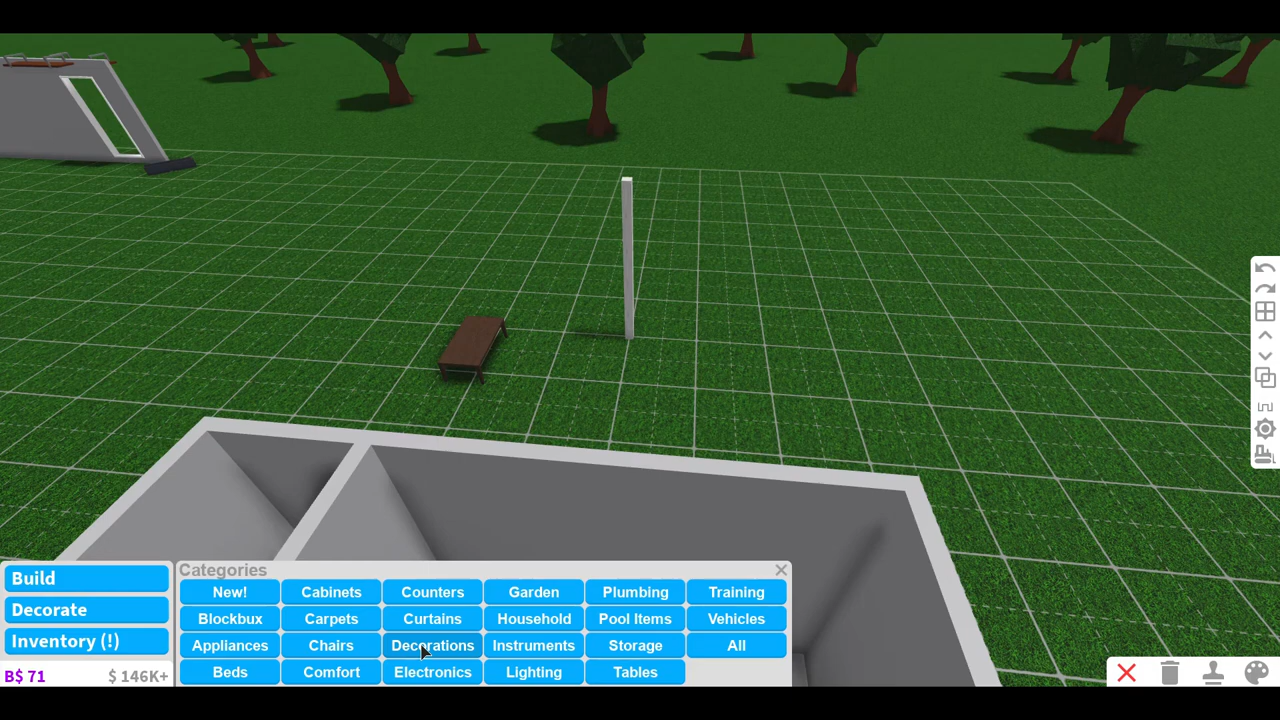 Build
Decorate
Inventory (!)
B$ 71 $ 146K+
Categories
New! Cabinets Counters Garden Plumbing Training
Blockbux Carpets Curtains Household Pool Items Vehicles
Appliances Chairs Decorations Instruments Storage All
Beds Comfort Electronics Lighting Tables